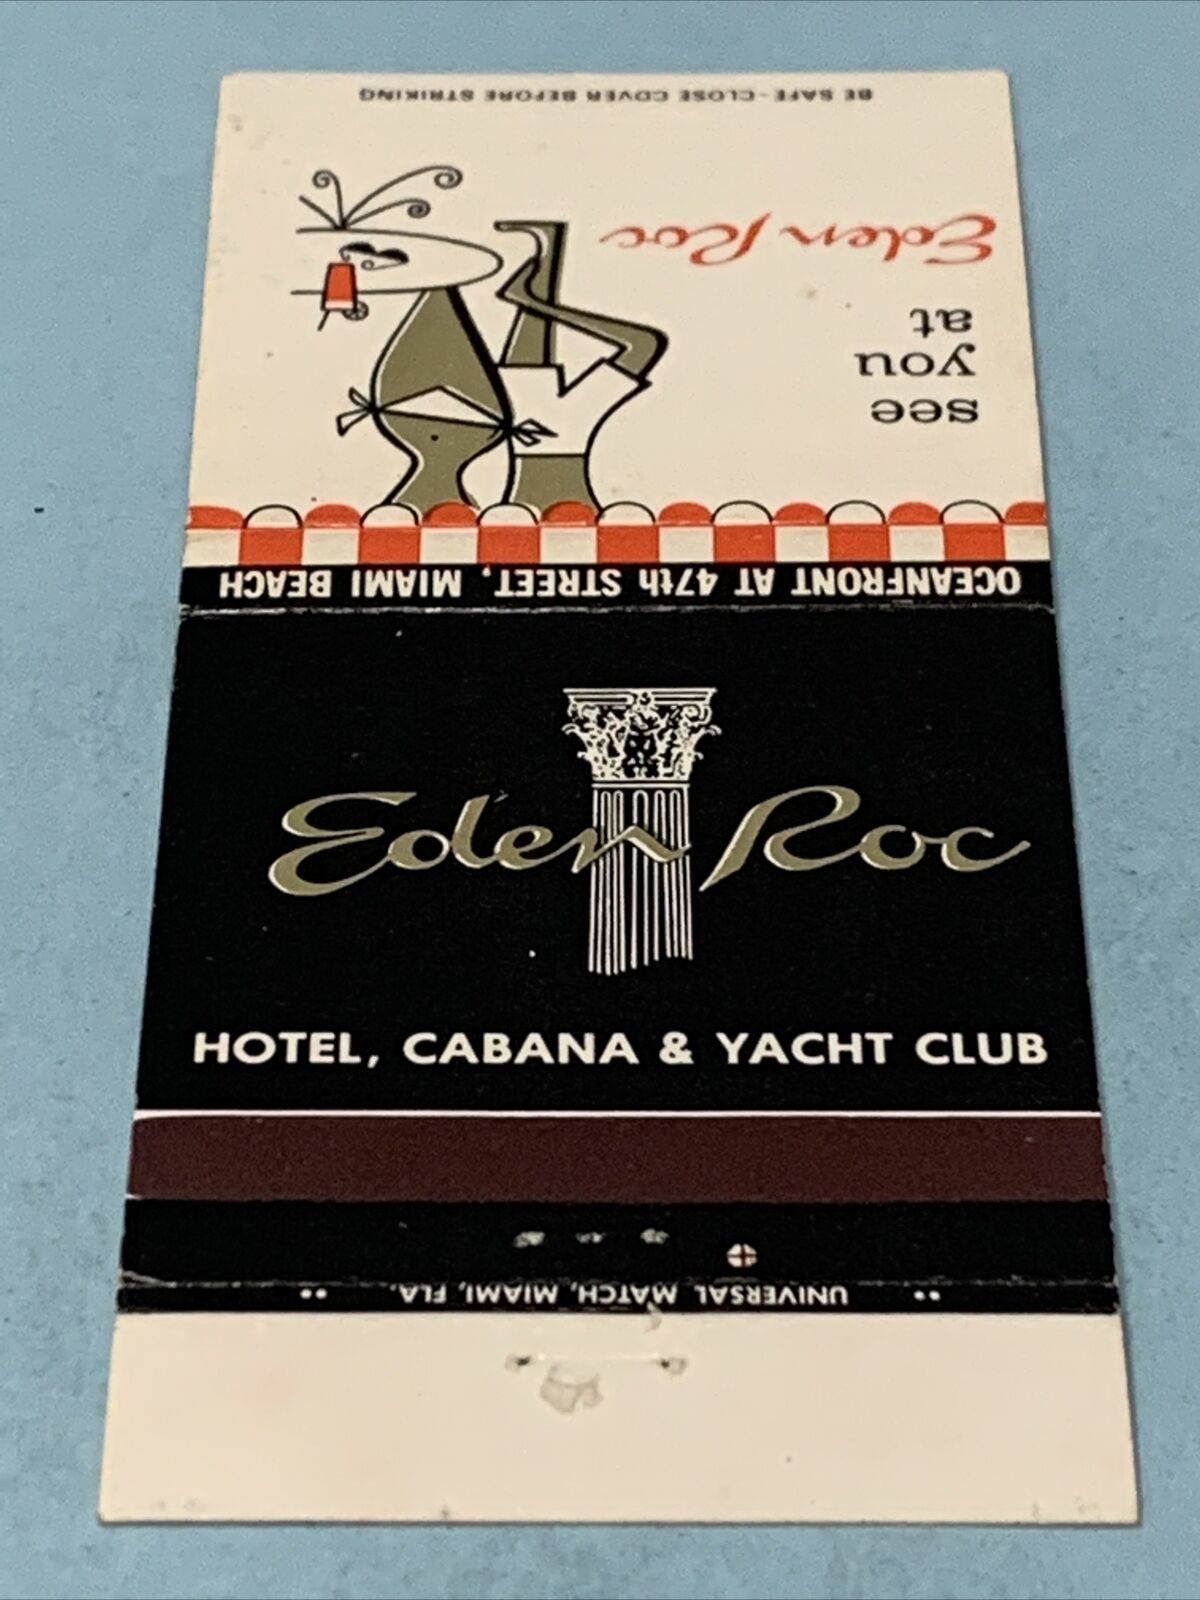 BE SAFE-CLOSE COVER BEFORE STRIKING
see
you
at
Eden Roc
OCEANFRONT AT 47th STREET, MIAMI BEACH
Eden Roc
HOTEL, CABANA & YACHT CLUB
UNIVERSAL MATCH, MIAMI, FLA.